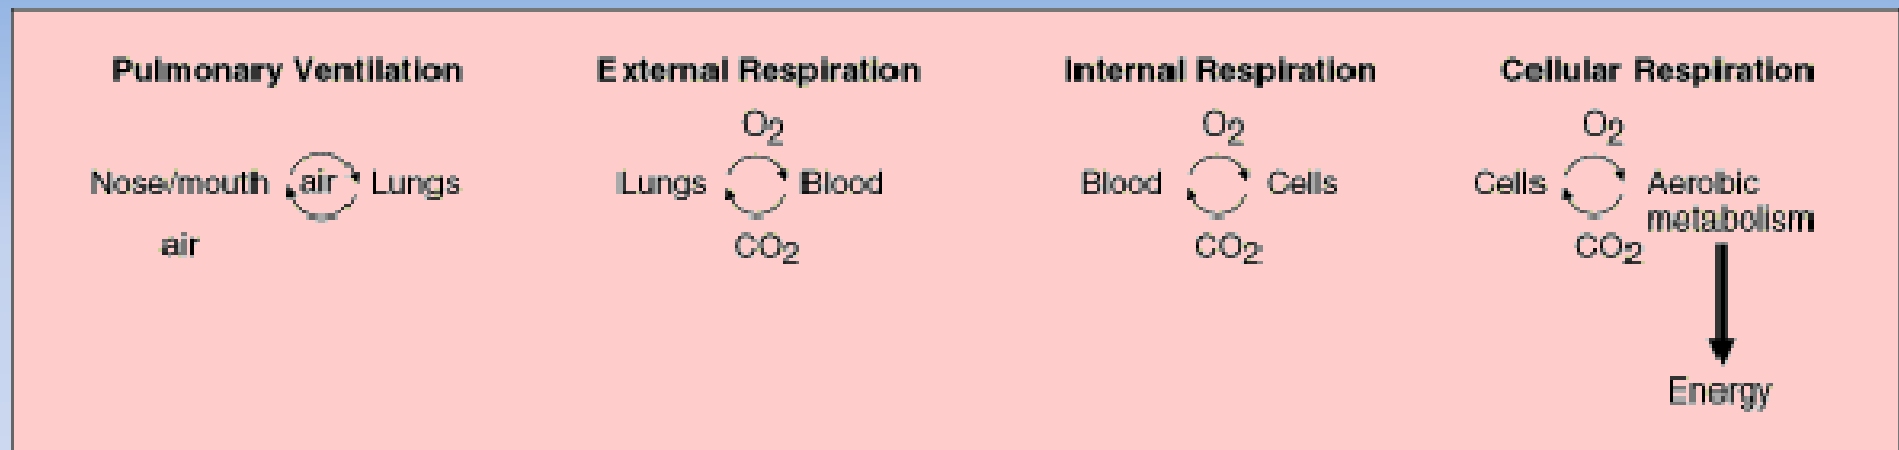 Pulmonary Ventilation
Nose/mouth air Lungs
air
External Respiration
O2
Lungs Blood
CO2
Internal Respiration
O2
Blood Cells
CO2
Cellular Respiration
O2
Cells Aerobic
metabolism
CO2
Energy